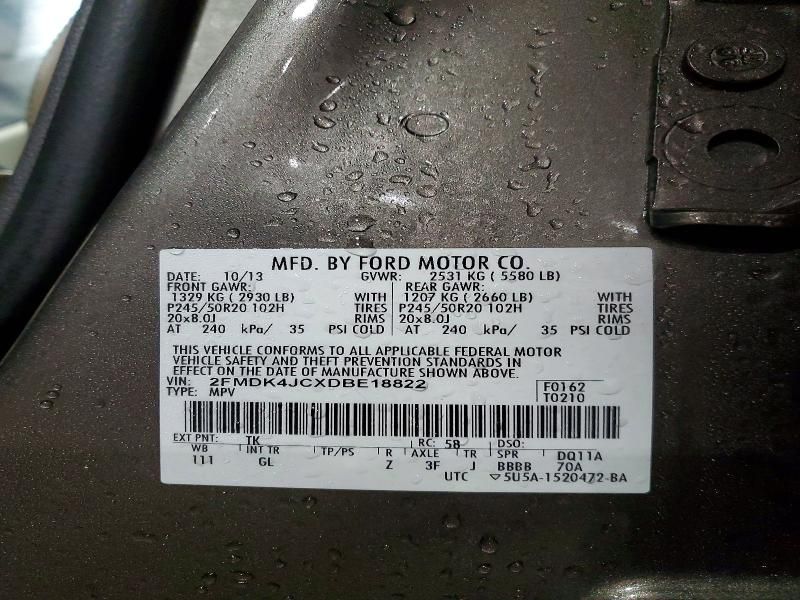 MFD. BY FORD MOTOR CO.
DATE: 10/13 GVWR: 2531 KG ( 5580 LB)
FRONT GAWR: REAR GAWR:
1329 KG ( 2930 LB) WITH 1207 KG ( 2660 LB) WITH
P245/50R20 102H TIRES P245/50R20 102H TIRES
20x8.0J RIMS 20x8.0J RIMS
AT 240 kPa/ 35 PSI COLD AT 240 kPa/ 35 PSI COLD
THIS VEHICLE CONFORMS TO ALL APPLICABLE FEDERAL MOTOR
VEHICLE SAFETY AND THEFT PREVENTION STANDARDS IN
EFFECT ON THE DATE OF MANUFACTURE SHOWN ABOVE.
VIN: 2FMDK4JCXDBE18822 F0162
TYPE: MPV T0210
EXT PNT: TK RC: 5B DSO:
WB INT TR TP/PS R AXLE TR SPR DQ11A
111 GL Z 3F J BBBB 70A
UTC ▽5U5A-1520472-BA